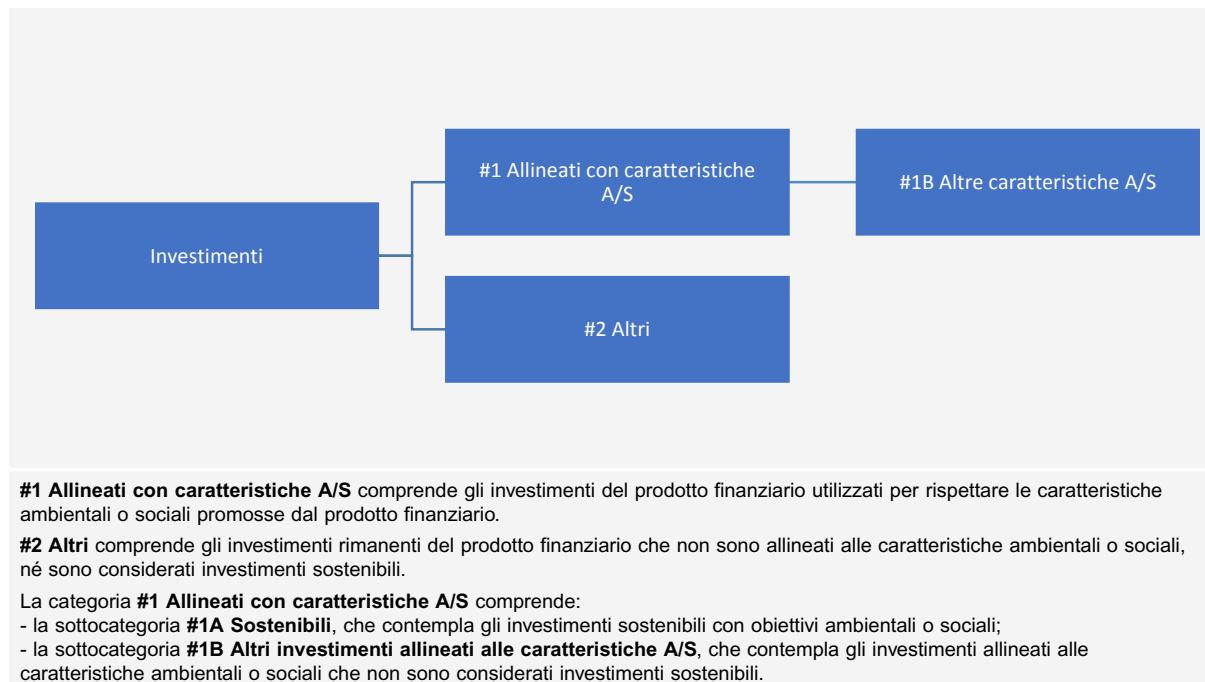 #1 Allineati con caratteristiche
A/S
#1B Altre caratteristiche A/S
Investimenti
#2 Altri
#1 Allineati con caratteristiche A/S comprende gli investimenti del prodotto finanziario utilizzati per rispettare le caratteristiche
ambientali o sociali promosse dal prodotto finanziario.
#2 Altri comprende gli investimenti rimanenti del prodotto finanziario che non sono allineati alle caratteristiche ambientali o sociali,
né sono considerati investimenti sostenibili.
La categoria #1 Allineati con caratteristiche A/S comprende:
- la sottocategoria #1A Sostenibili, che contempla gli investimenti sostenibili con obiettivi ambientali o sociali;
- la sottocategoria #1B Altri investimenti allineati alle caratteristiche A/S, che contempla gli investimenti allineati alle
caratteristiche ambientali o sociali che non sono considerati investimenti sostenibili.